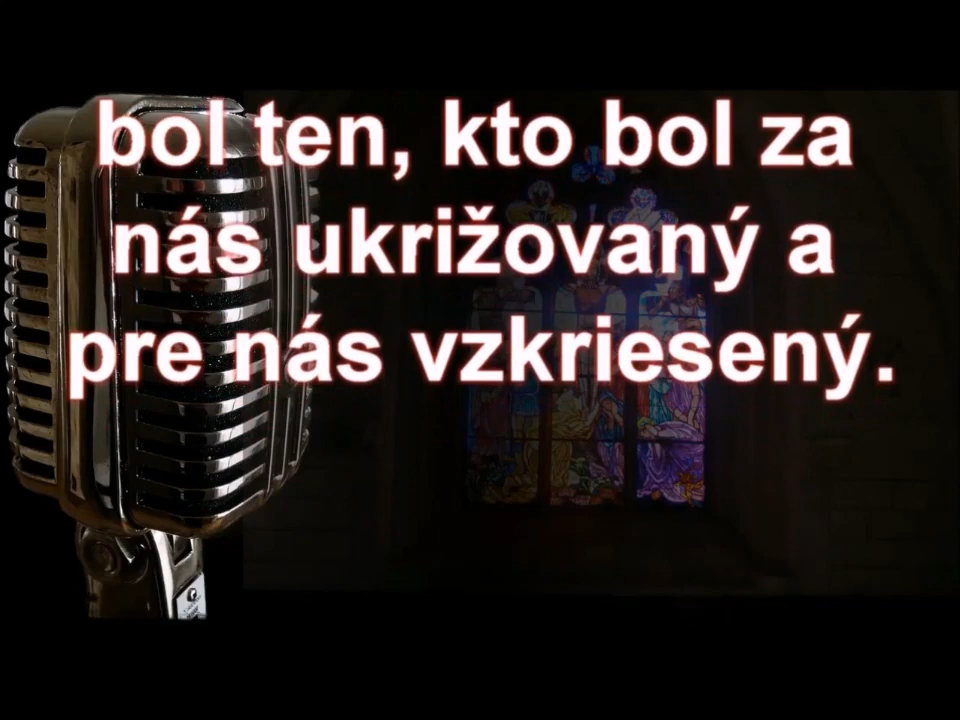 bol ten, kto bol za
nás ukrižovaný a
pre nás vzkriesený.